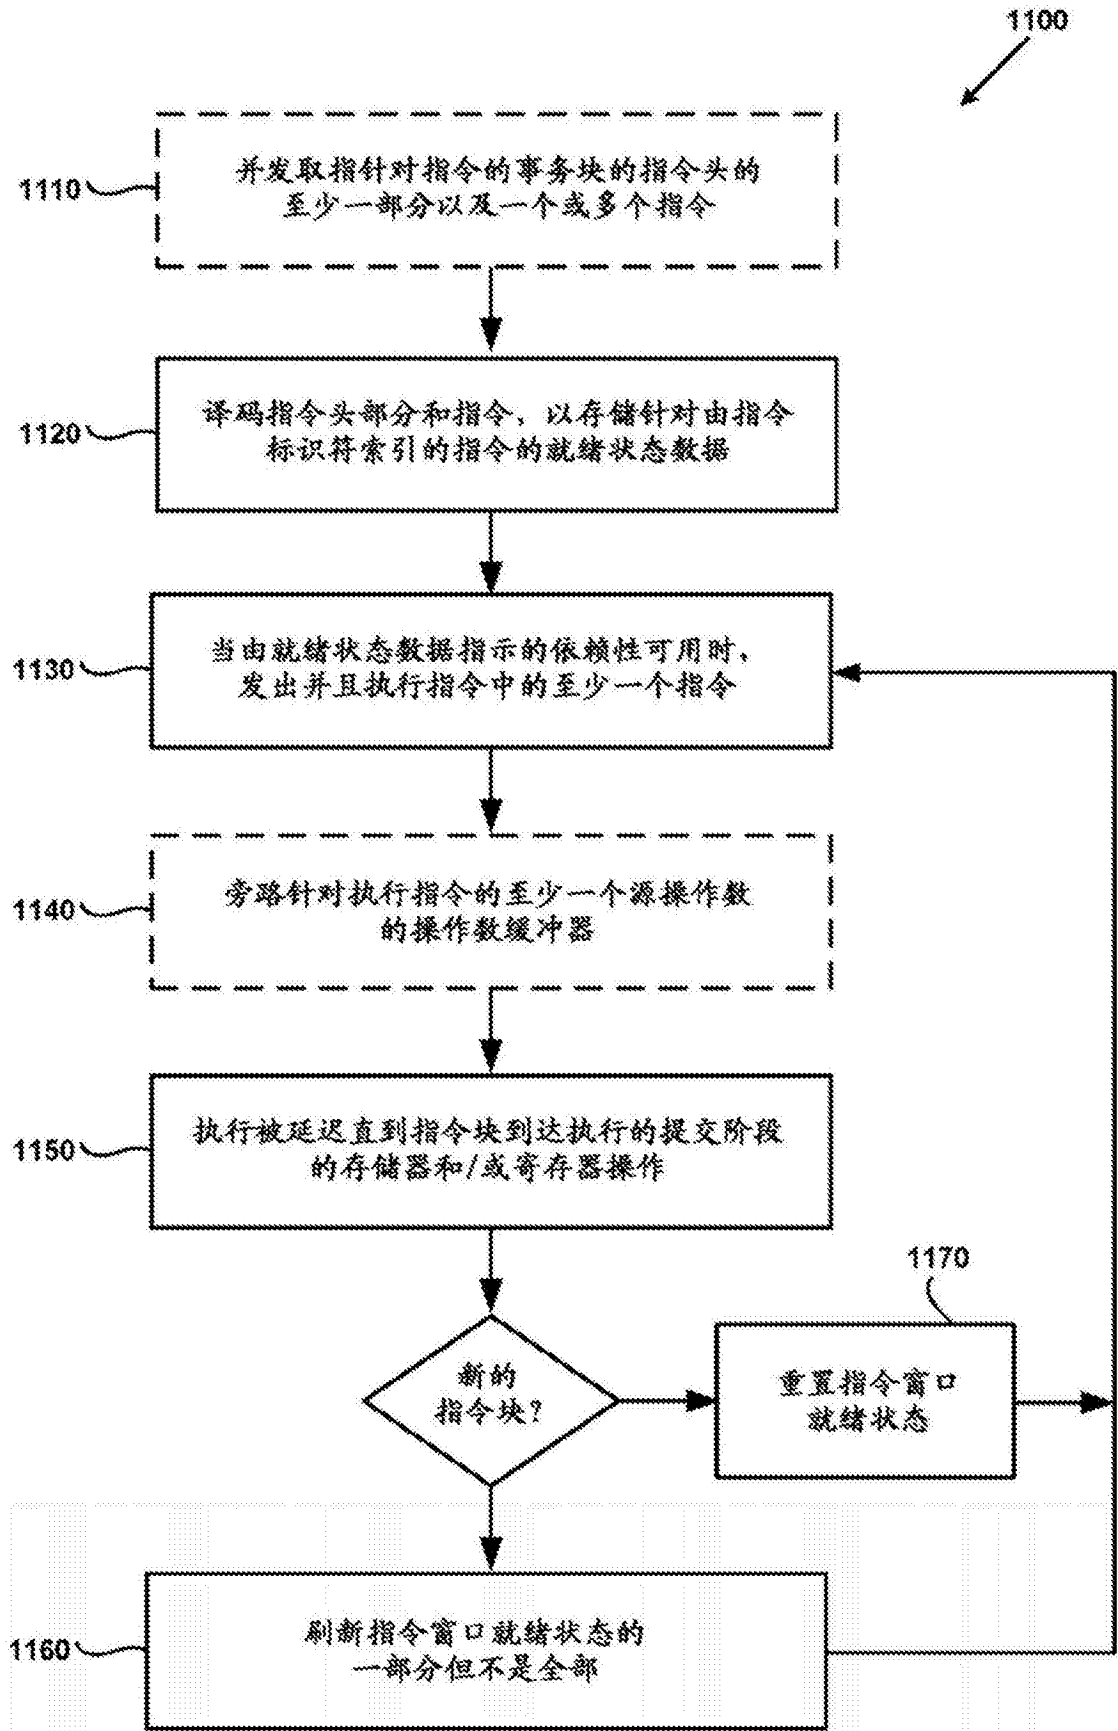 1100
1110
并发取指针对指令的事务块的指令头的
至少一部分以及一个或多个指令
1120
译码指令头部分和指令，以存储针对由指令
标识符索引的指令的就绪状态数据
1130
当由就绪状态数据指示的依赖性可用时，
发出并且执行指令中的至少一个指令
1140
旁路针对执行指令的至少一个源操作数
的操作数缓冲器
1150
执行被延迟直到指令块到达执行的提交阶段
的存储器和/或寄存器操作
1170
新的
指令块？
重置指令窗口
就绪状态
1160
刷新指令窗口就绪状态的
一部分但不是全部